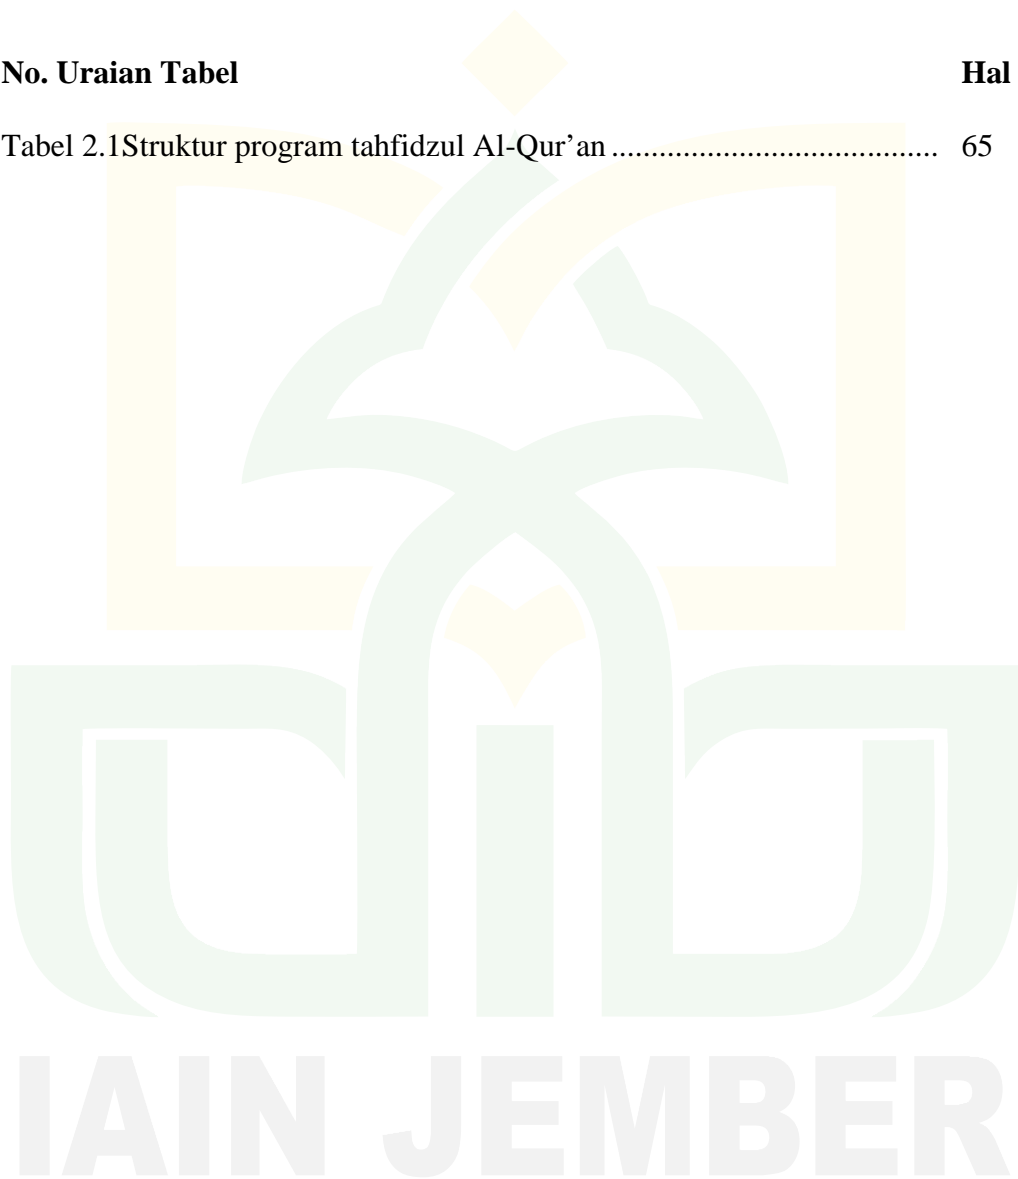 No. Uraian Tabel Hal
Tabel 2.1Struktur program tahfidzul Al-Qur’an ......................................... 65
IAIN JEMBER